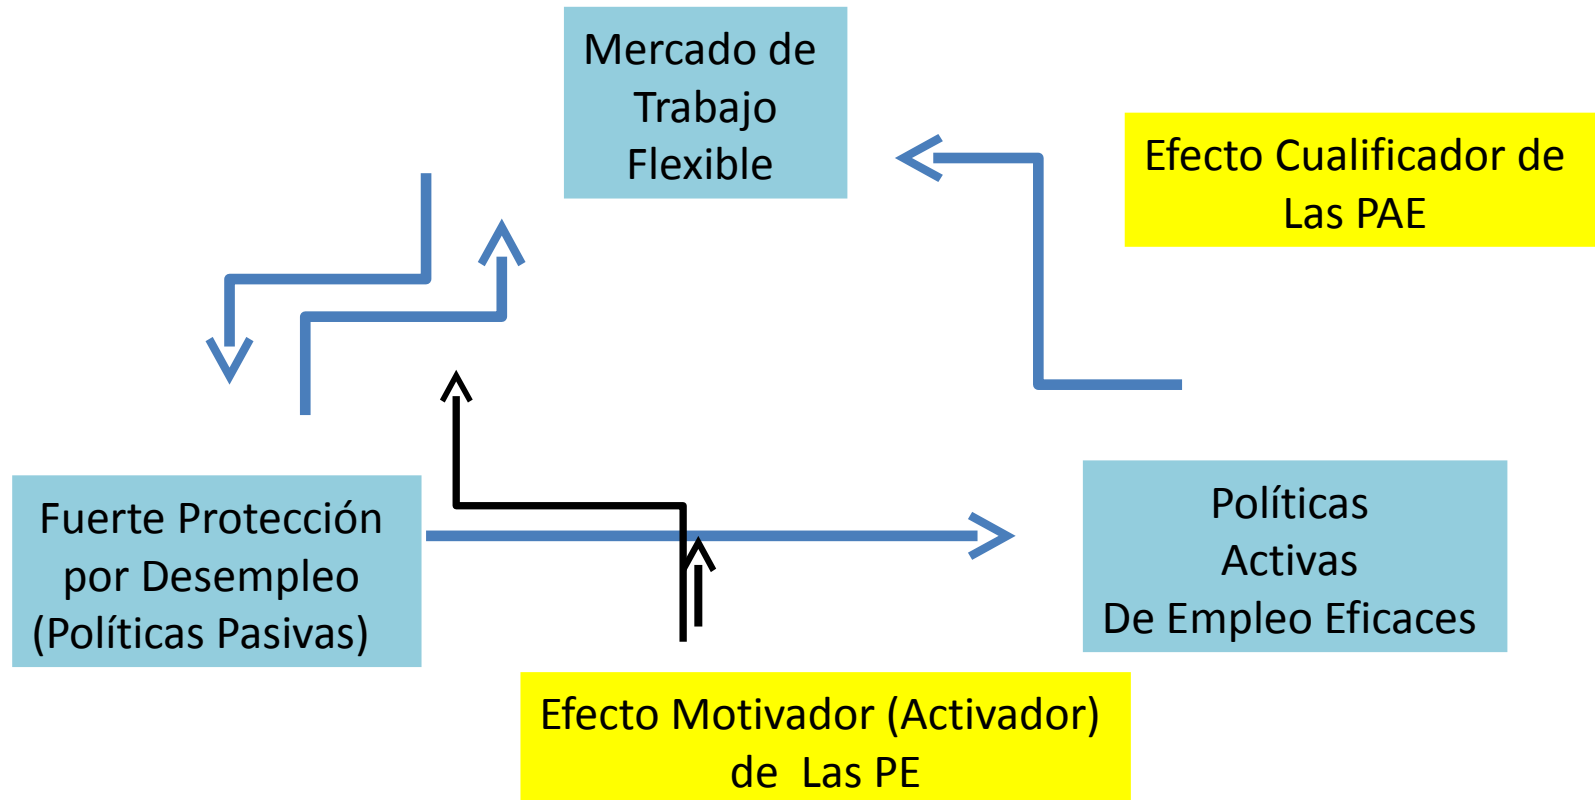 Mercado de
Trabajo
Flexible
Efecto Cualificador de
Las PAE
Fuerte Protección
por Desempleo
(Políticas Pasivas)
Políticas
Activas
De Empleo Eficaces
Efecto Motivador (Activador)
de Las PE